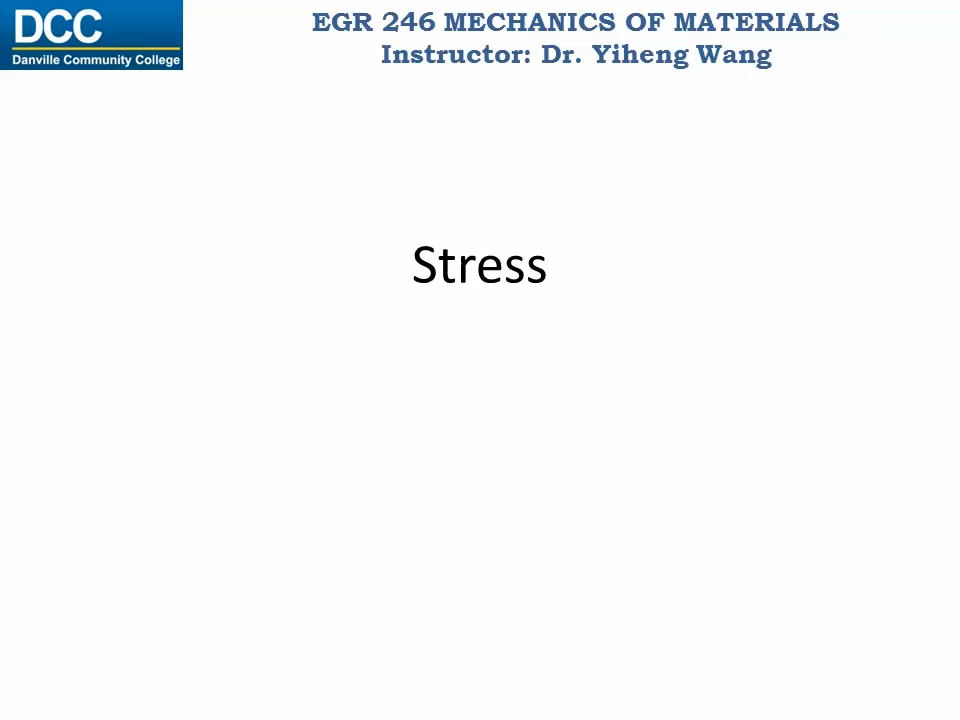 DCC
Danville Community College
EGR 246 MECHANICS OF MATERIALS
Instructor: Dr. Yiheng Wang
Stress